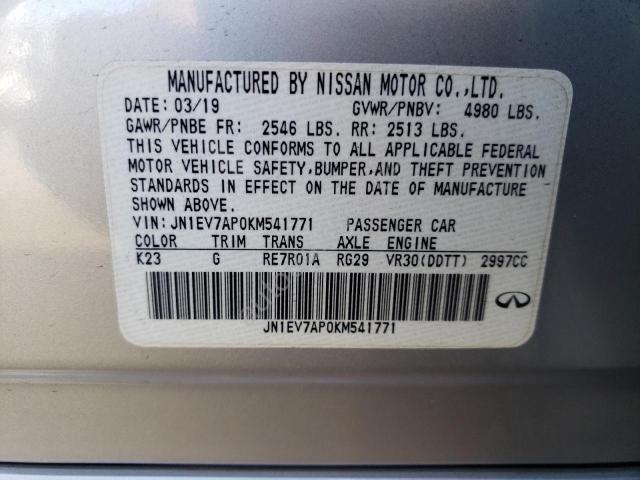 MANUFACTURED BY NISSAN MOTOR CO.,LTD.
DATE: 03/19 GVWR/PNBV: 4980 LBS.
GAWR/PNBE FR: 2546 LBS. RR: 2513 LBS.
THIS VEHICLE CONFORMS TO ALL APPLICABLE FEDERAL
MOTOR VEHICLE SAFETY,BUMPER,AND THEFT PREVENTION
STANDARDS IN EFFECT ON THE DATE OF MANUFACTURE
SHOWN ABOVE.
VIN:JN1EV7AP0KM541771 PASSENGER CAR
COLOR TRIM TRANS AXLE ENGINE
K23 G RE7R01A RG29 VR30(DDTT) 2997CC
JN1EV7AP0KM541771